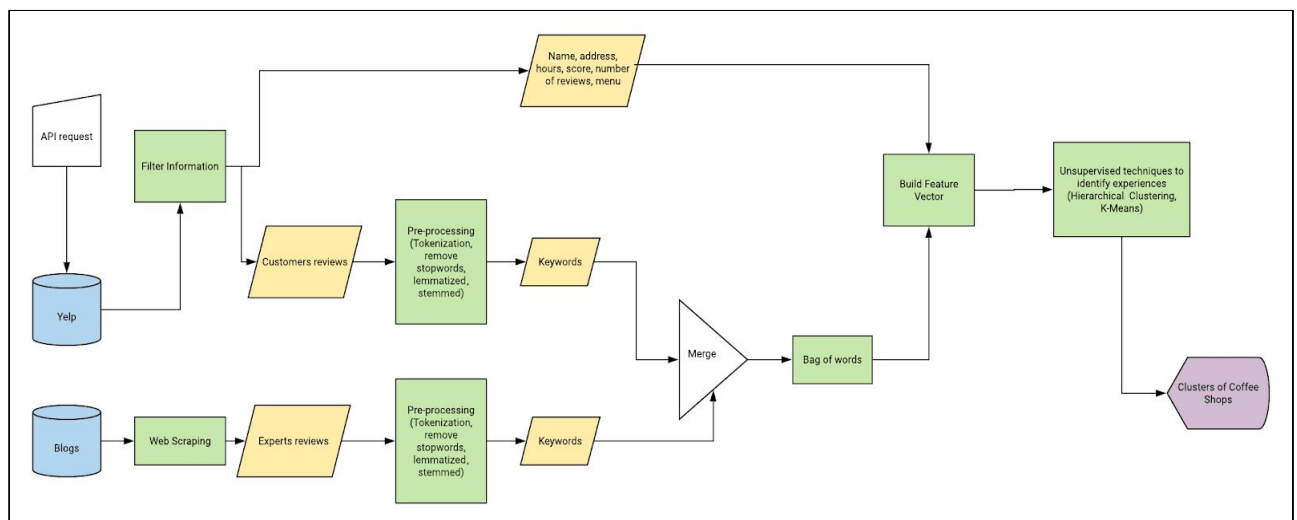 Name, address,
hours, score, number
of reviews, menu
API request
Filter Information
Build Feature
Vector
Unsupervised techniques to
identify experiences
(Hierarchical Clustering,
K-Means)
Customers reviews
Pre-processing
(Tokenization,
remove
stopwords,
lemmatized,
stemmed)
Keywords
Yelp
Merge
Bag of words
Clusters of Coffee
Shops
Blogs
Web Scraping
Experts reviews
Pre-processing
(Tokenization,
remove
stopwords,
lemmatized,
stemmed)
Keywords